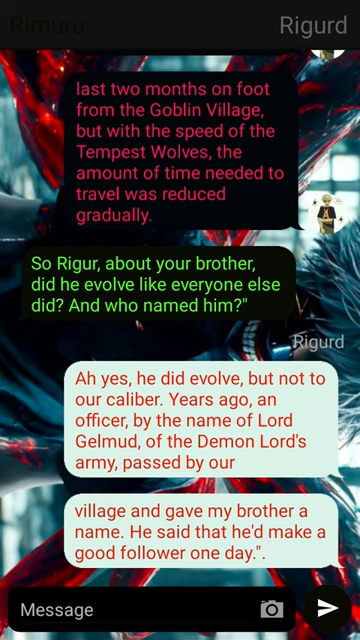 Rimuru
Rigurd
last two months on foot
from the Goblin Village,
but with the speed of the
Tempest Wolves, the
amount of time needed to
travel was reduced
gradually.
So Rigur, about your brother,
did he evolve like everyone else
did? And who named him?"
Rigurd
Ah yes, he did evolve, but not to
our caliber. Years ago, an
officer, by the name of Lord
Gelmud, of the Demon Lord's
army, passed by our
village and gave my brother a
name. He said that he'd make a
good follower one day.".
Message